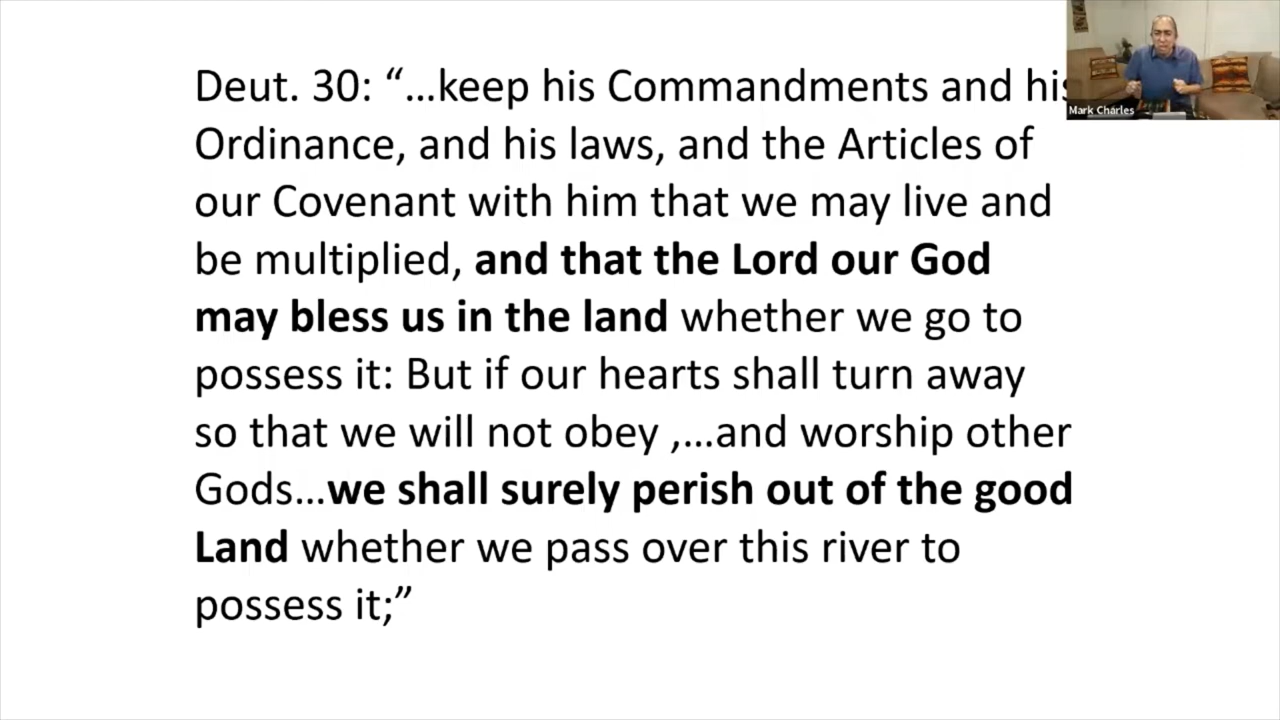 Deut. 30: “…keep his Commandments and his
Ordinance, and his laws, and the Articles of
our Covenant with him that we may live and
be multiplied, and that the Lord our God
may bless us in the land whether we go to
possess it: But if our hearts shall turn away
so that we will not obey ,…and worship other
Gods…we shall surely perish out of the good
Land whether we pass over this river to
possess it;”
Mark Charles